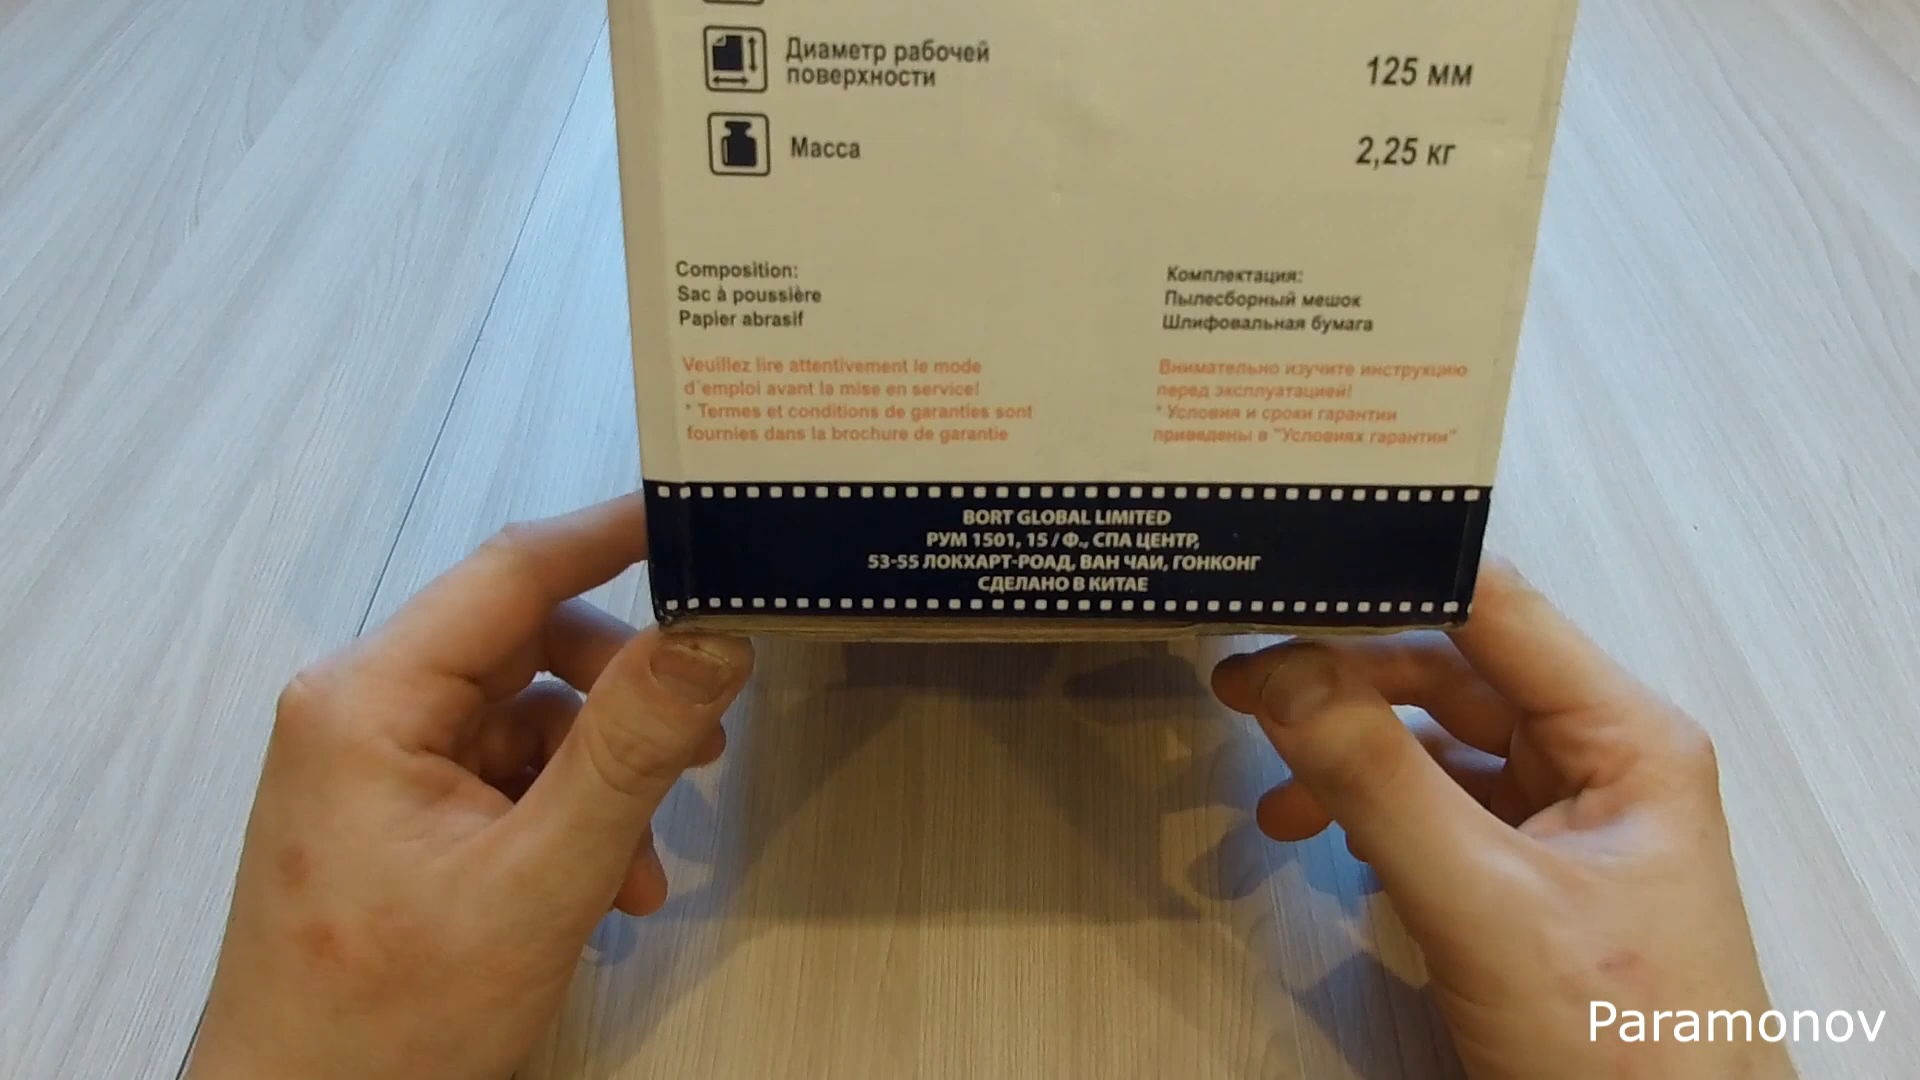 Диаметр рабочей
поверхности
125 мм
Масса
2,25 кг
Composition:
Sac à poussière
Papier abrasif
Veuillez lire attentivement le mode
d'emploi avant la mise en service!
* Termes et conditions de garanties sont
fournies dans la brochure de garantie
Комплектация:
Пылесборный мешок
Шлифовальная бумага
Внимательно изучите инструкцию
перед эксплуатацией!
* Условия и сроки гарантии
приведены в "Условиях гарантии"
BORT GLOBAL LIMITED
РУМ 1501, 15 / Ф., СПА ЦЕНТР,
53-55 ЛОКХАРТ-РОАД, ВАН ЧАИ, ГОНКОНГ
СДЕЛАНО В КИТАЕ
Paramonov